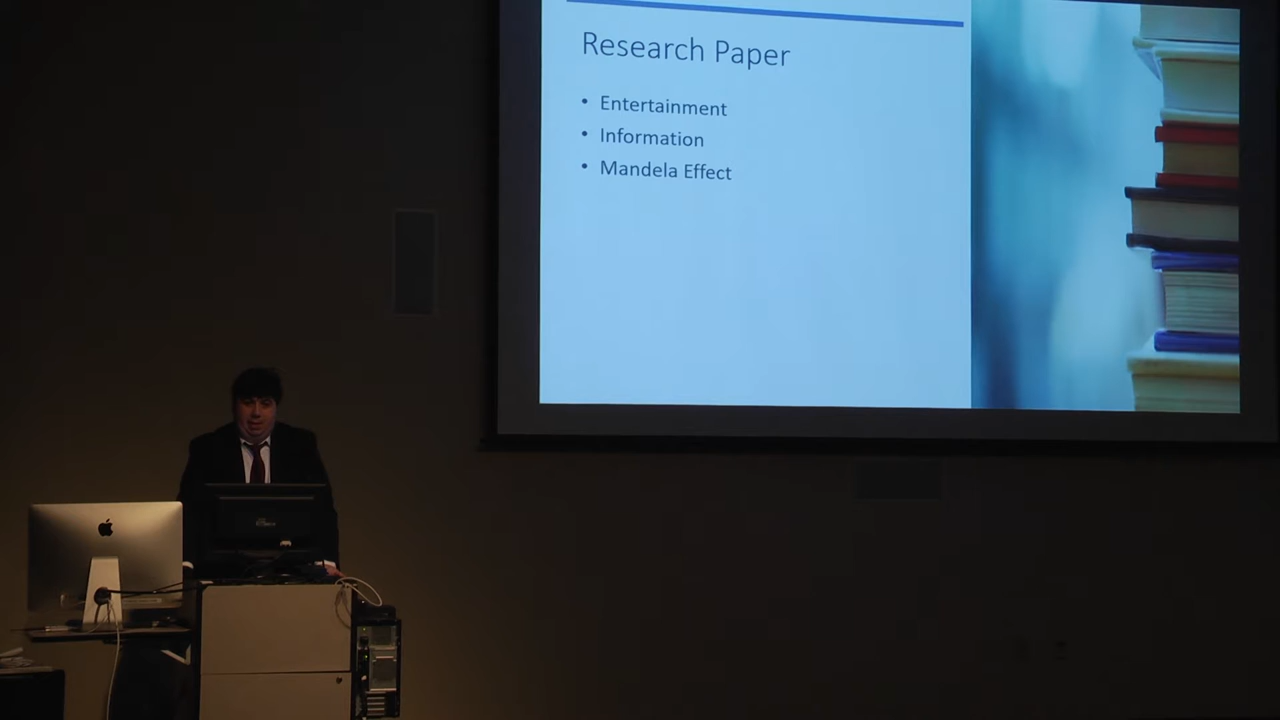 Research Paper
• Entertainment
• Information
• Mandela Effect